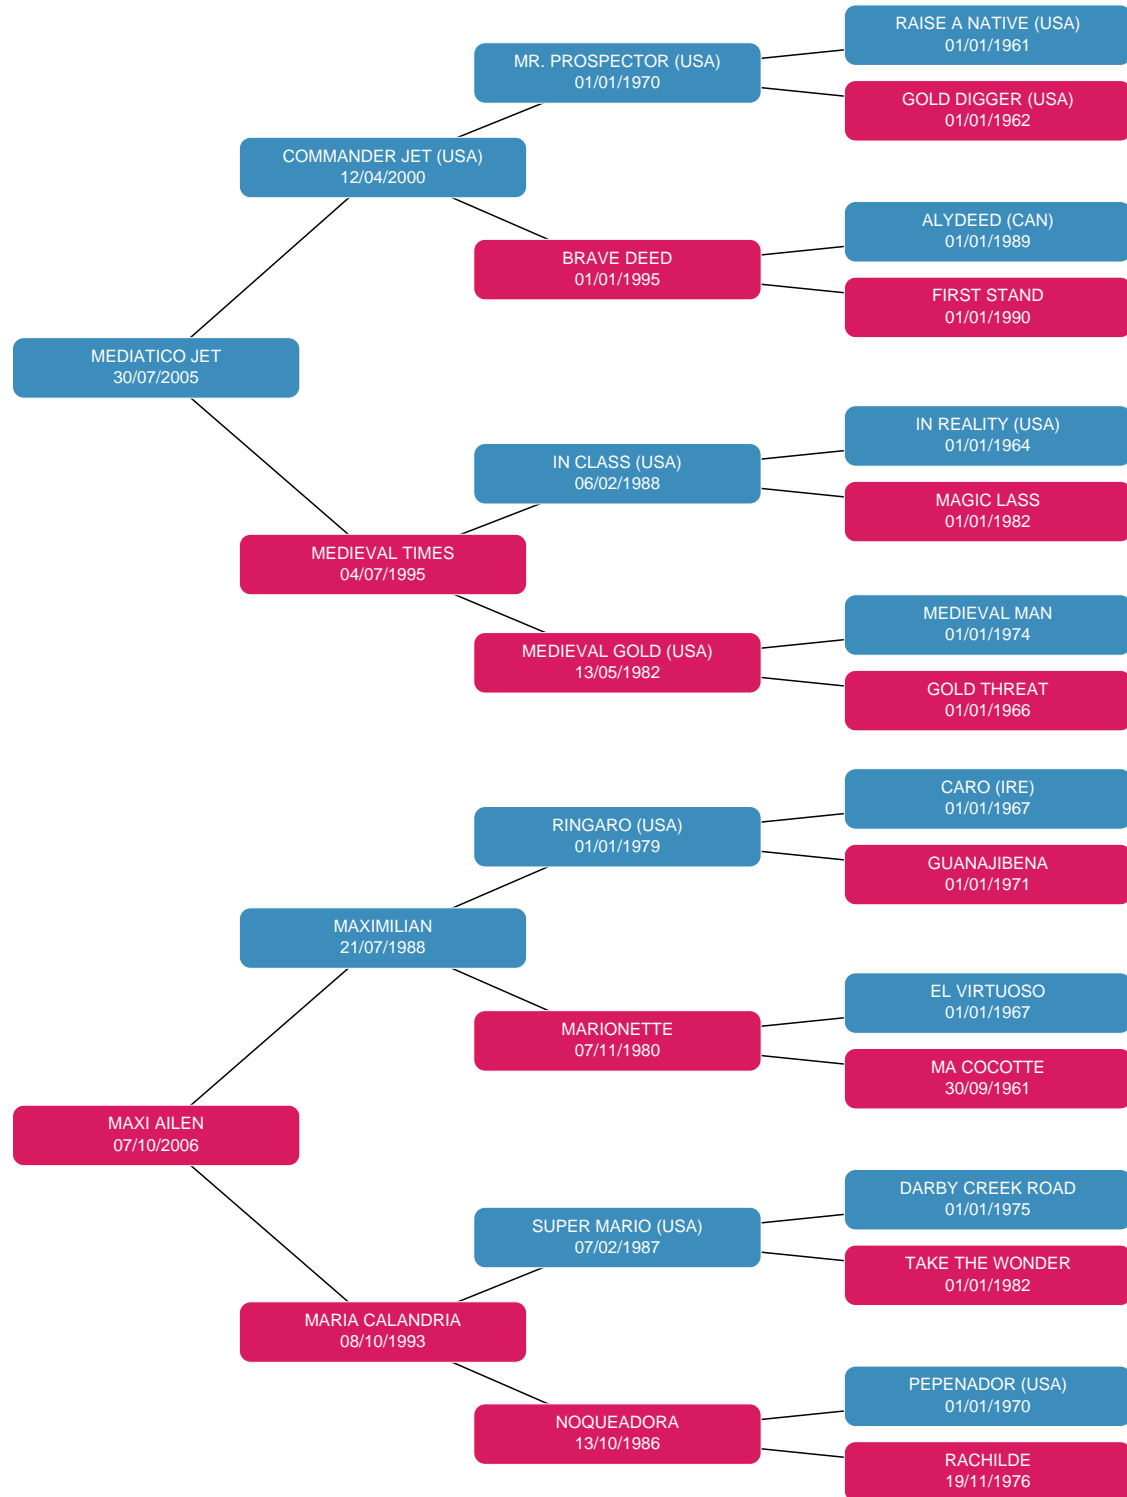 RAISE A NATIVE (USA)
01/01/1961
MR. PROSPECTOR (USA)
01/01/1970
GOLD DIGGER (USA)
01/01/1962
COMMANDER JET (USA)
12/04/2000
ALYDEED (CAN)
01/01/1989
BRAVE DEED
01/01/1995
FIRST STAND
01/01/1990
MEDIATICO JET
30/07/2005
IN REALITY (USA)
01/01/1964
IN CLASS (USA)
06/02/1988
MAGIC LASS
01/01/1982
MEDIEVAL TIMES
04/07/1995
MEDIEVAL MAN
01/01/1974
MEDIEVAL GOLD (USA)
13/05/1982
GOLD THREAT
01/01/1966
CARO (IRE)
01/01/1967
RINGARO (USA)
01/01/1979
GUANAJIBENA
01/01/1971
MAXIMILIAN
21/07/1988
EL VIRTUOSO
01/01/1967
MARIONETTE
07/11/1980
MA COCOTTE
30/09/1961
MAXI AILEN
07/10/2006
DARBY CREEK ROAD
01/01/1975
SUPER MARIO (USA)
07/02/1987
TAKE THE WONDER
01/01/1982
MARIA CALANDRIA
08/10/1993
PEPENADOR (USA)
01/01/1970
NOQUEADORA
13/10/1986
RACHILDE
19/11/1976